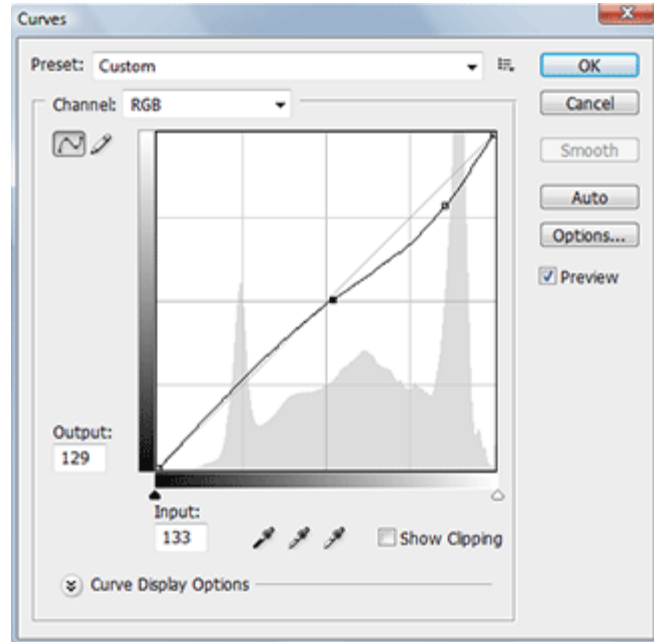 Curves
Preset: Custom
OK
Channel: RGB
Cancel
Smooth
Auto
Options...
Preview
Output:
129
Input:
133
Show Clipping
Curve Display Options